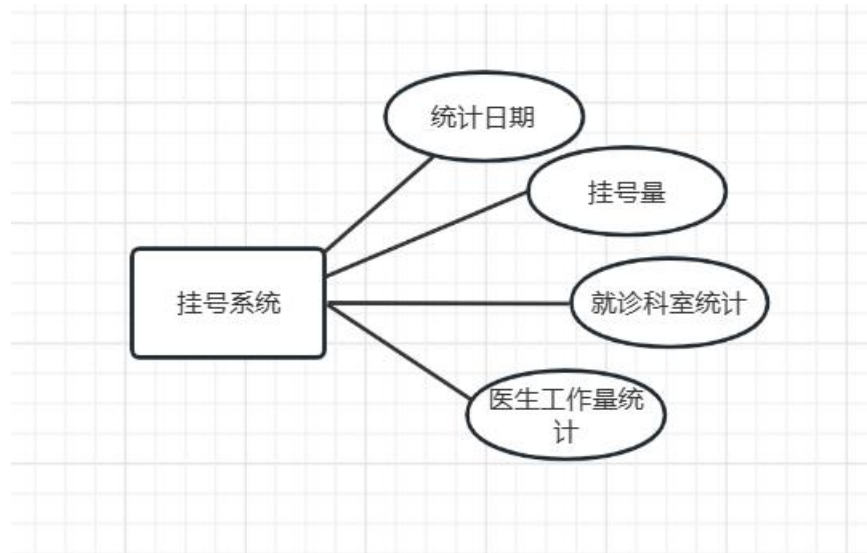 统计日期
挂号量
挂号系统
就诊科室统计
医生工作量统
计